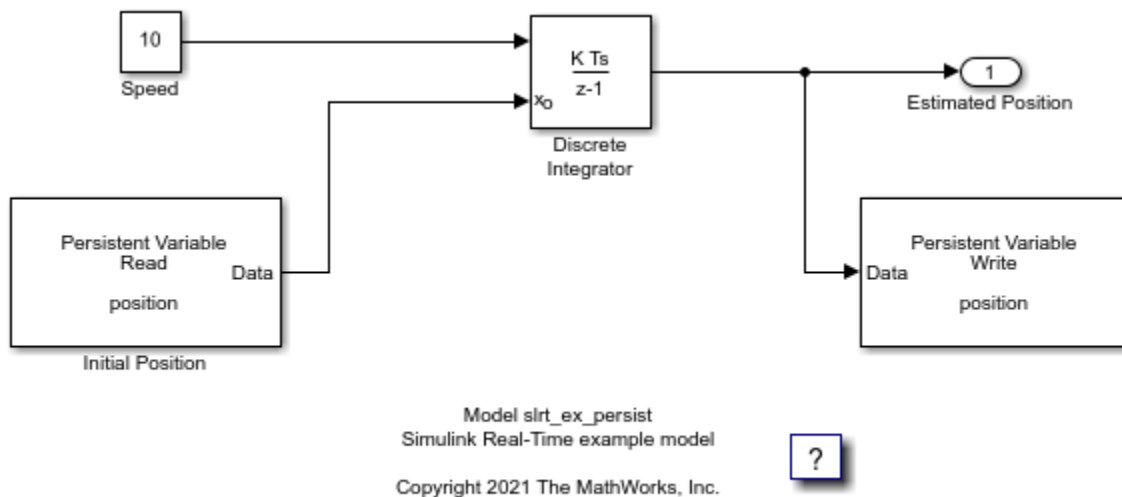 10
Speed
K Ts
z-1
xo
Discrete
Integrator
1
Estimated Position
Persistent Variable
Read
Data
position
Initial Position
Persistent Variable
Write
Data
position
Model slrt_ex_persist
Simulink Real-Time example model
?
Copyright 2021 The MathWorks, Inc.